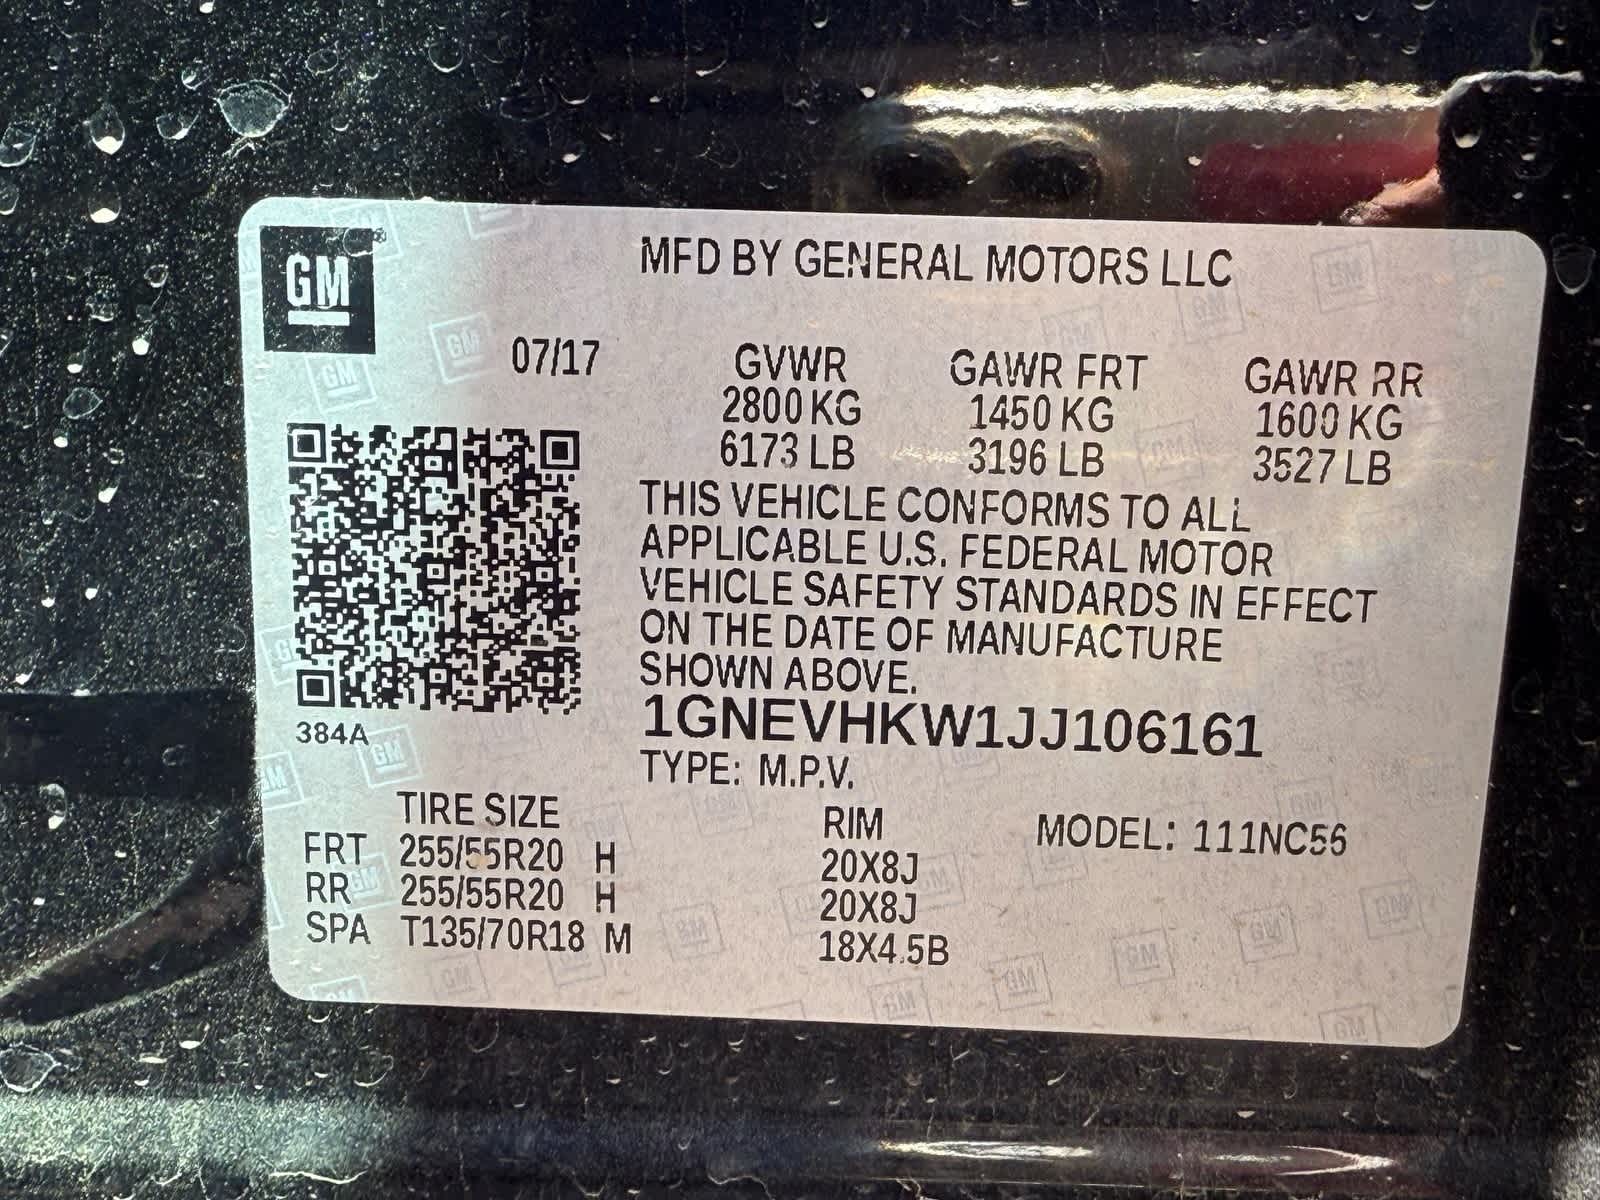 GM
MFD BY GENERAL MOTORS LLC
07/17
GVWR GAWR FRT GAWR RR
2800 KG 1450 KG 1600 KG
6173 LB 3196 LB 3527 LB
THIS VEHICLE CONFORMS TO ALL
APPLICABLE U.S. FEDERAL MOTOR
VEHICLE SAFETY STANDARDS IN EFFECT
ON THE DATE OF MANUFACTURE
SHOWN ABOVE.
1GNEVHKW1JJ106161
384A
TYPE: M.P.V.
TIRE SIZE RIM MODEL: 111NC56
FRT 255/55R20 H 20X8J
RR 255/55R20 H 20X8J
SPA T135/70R18 M 18X4.5B